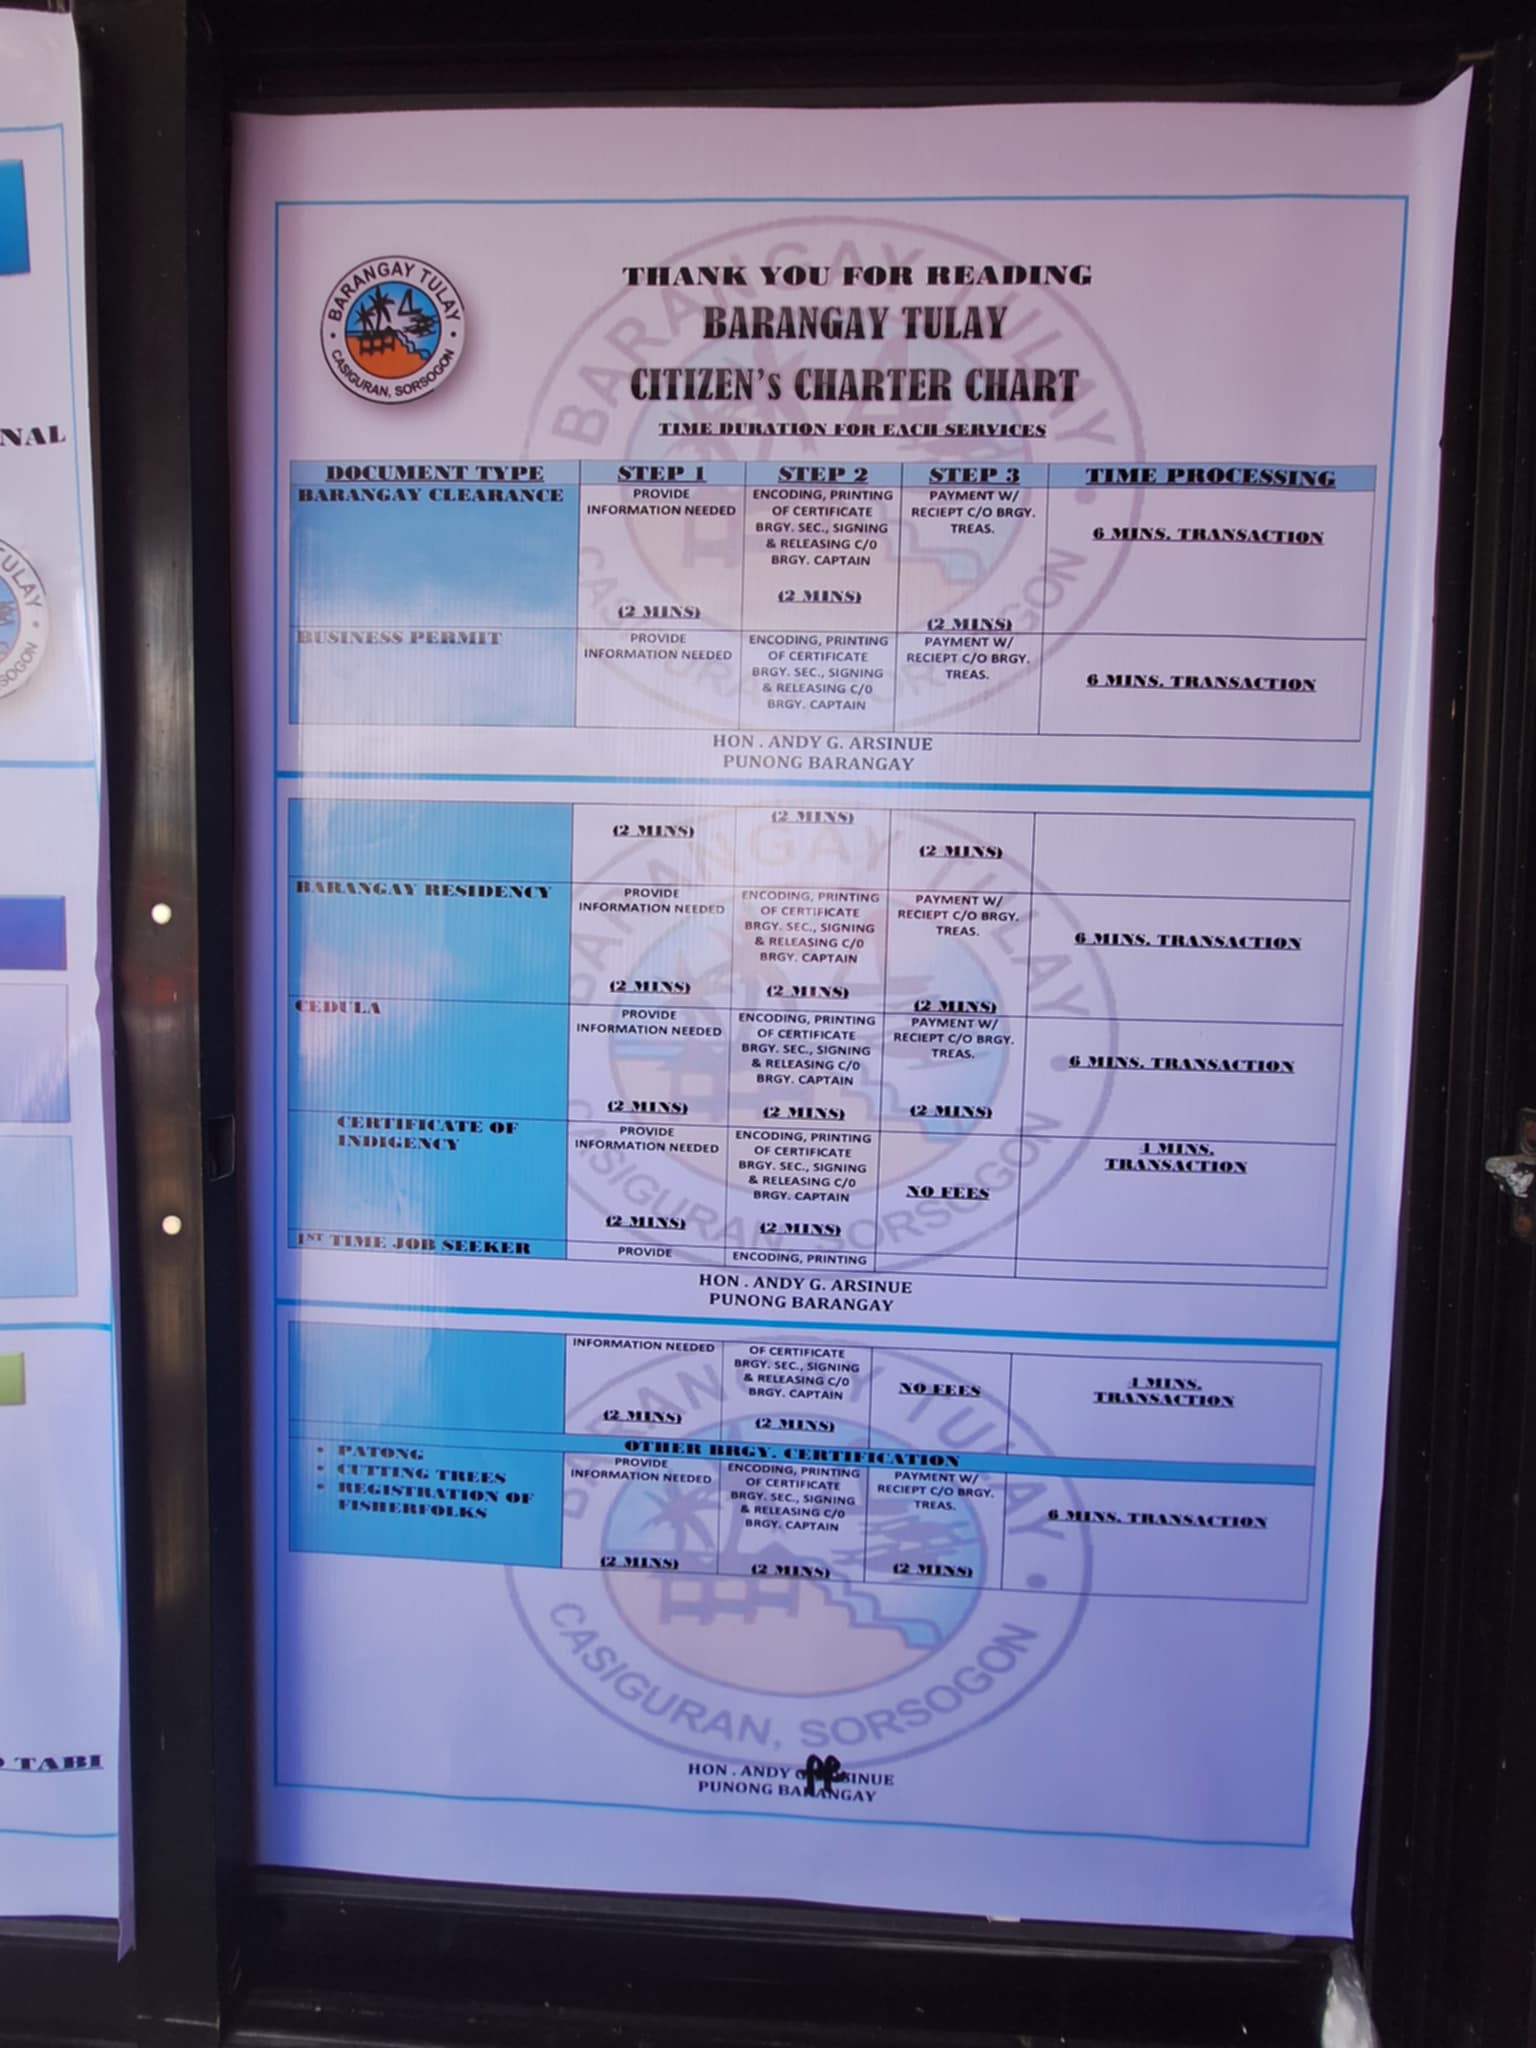 BARANGAY TULAY
CASIGURAN, SORSOGON
THANK YOU FOR READING
BARANGAY TULAY
CITIZEN's CHARTER CHART
TIME DURATION FOR EACH SERVICES
DOCUMENT TYPE STEP 1 STEP 2 STEP 3 TIME PROCESSING
BARANGAY CLEARANCE
PROVIDE
INFORMATION NEEDED
(2 MINS)
ENCODING, PRINTING
OF CERTIFICATE
BRGY. SEC., SIGNING
& RELEASING C/O
BRGY. CAPTAIN
(2 MINS)
PAYMENT W/
RECIEPT C/O BRGY.
TREAS.
(2 MINS)
6 MINS. TRANSACTION
BUSINESS PERMIT
PROVIDE
INFORMATION NEEDED
ENCODING, PRINTING
OF CERTIFICATE
BRGY. SEC., SIGNING
& RELEASING C/O
BRGY. CAPTAIN
PAYMENT W/
RECIEPT C/O BRGY.
TREAS.
6 MINS. TRANSACTION
HON . ANDY G. ARSINUE
PUNONG BARANGAY
(2 MINS)
(2 MINS)
(2 MINS)
BARANGAY RESIDENCY
PROVIDE
INFORMATION NEEDED
(2 MINS)
ENCODING, PRINTING
OF CERTIFICATE
BRGY. SEC., SIGNING
& RELEASING C/O
BRGY. CAPTAIN
(2 MINS)
PAYMENT W/
RECIEPT C/O BRGY.
TREAS.
(2 MINS)
6 MINS. TRANSACTION
CEDULA
PROVIDE
INFORMATION NEEDED
(2 MINS)
ENCODING, PRINTING
OF CERTIFICATE
BRGY. SEC., SIGNING
& RELEASING C/O
BRGY. CAPTAIN
(2 MINS)
PAYMENT W/
RECIEPT C/O BRGY.
TREAS.
(2 MINS)
6 MINS. TRANSACTION
CERTIFICATE OF
INDIGENCY
PROVIDE
INFORMATION NEEDED
(2 MINS)
ENCODING, PRINTING
OF CERTIFICATE
BRGY. SEC., SIGNING
& RELEASING C/O
BRGY. CAPTAIN
(2 MINS)
NO FEES
4 MINS.
TRANSACTION
1ST TIME JOB SEEKER
PROVIDE
ENCODING, PRINTING
HON . ANDY G. ARSINUE
PUNONG BARANGAY
INFORMATION NEEDED
(2 MINS)
OF CERTIFICATE
BRGY. SEC., SIGNING
& RELEASING C/O
BRGY. CAPTAIN
(2 MINS)
NO FEES
4 MINS.
TRANSACTION
OTHER BRGY. CERTIFICATION
• PATONG
• CUTTING TREES
• REGISTRATION OF
FISHERFOLKS
PROVIDE
INFORMATION NEEDED
(2 MINS)
ENCODING, PRINTING
OF CERTIFICATE
BRGY. SEC., SIGNING
& RELEASING C/O
BRGY. CAPTAIN
(2 MINS)
PAYMENT W/
RECIEPT C/O BRGY.
TREAS.
(2 MINS)
6 MINS. TRANSACTION
CASIGURAN, SORSOGON
HON . ANDY G. ARSINUE
PUNONG BARANGAY
NAL
TULAY
SOGON
TABI